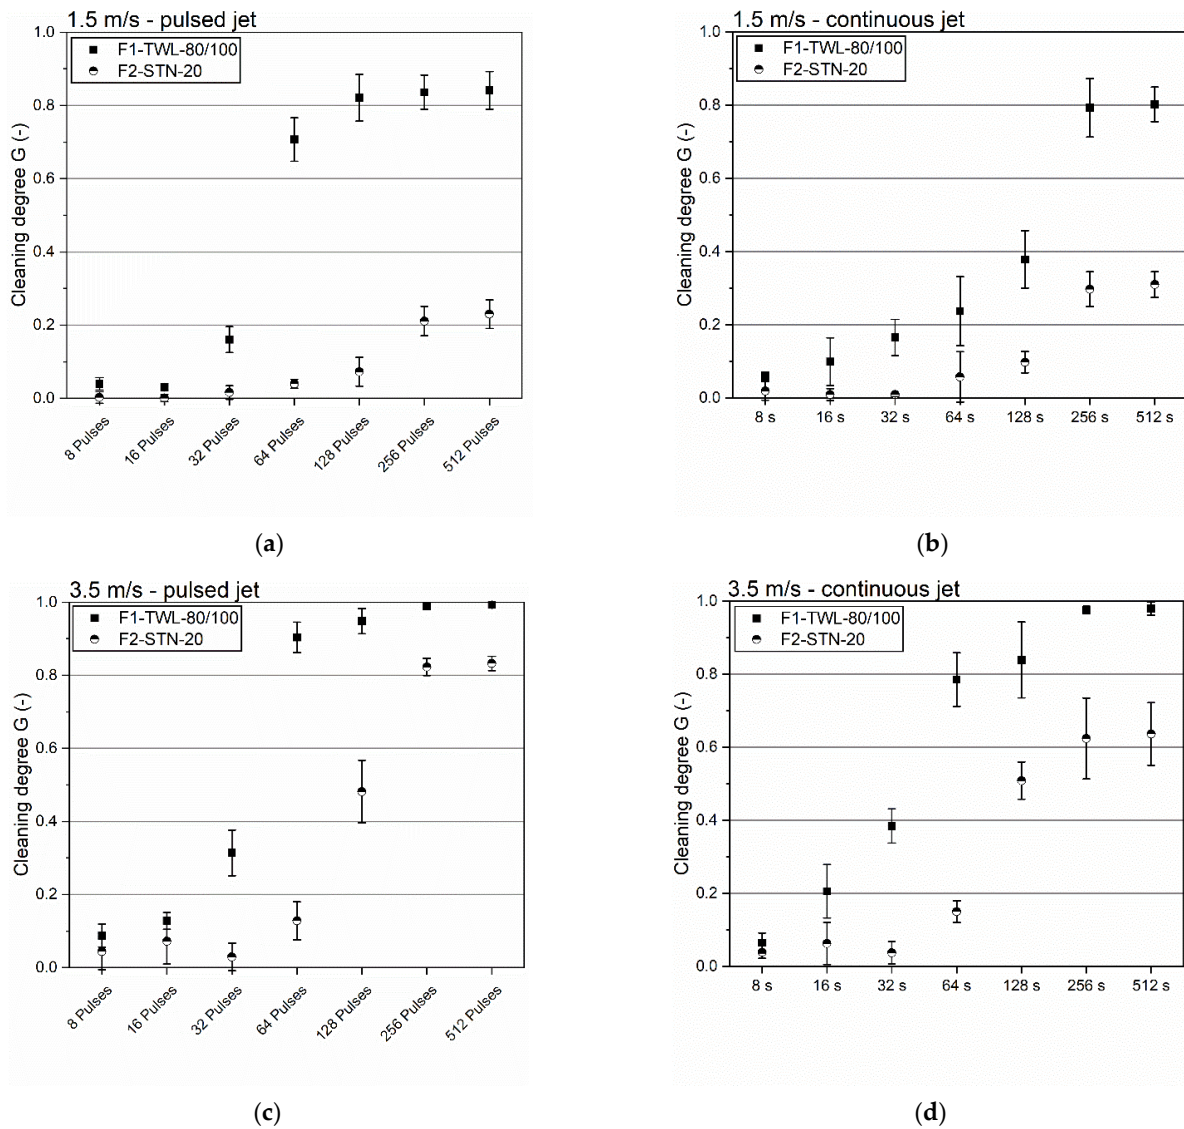 1.5 m/s - pulsed jet
F1-TWL-80/100
F2-STN-20
Cleaning degree G (-)
1.0
0.8
0.6
0.4
0.2
0.0
8 Pulses
16 Pulses
32 Pulses
64 Pulses
128 Pulses
256 Pulses
512 Pulses
(a)
1.5 m/s - continuous jet
F1-TWL-80/100
F2-STN-20
Cleaning degree G (-)
1.0
0.8
0.6
0.4
0.2
0.0
8 s
16 s
32 s
64 s
128 s
256 s
512 s
(b)
3.5 m/s - pulsed jet
F1-TWL-80/100
F2-STN-20
Cleaning degree G (-)
1.0
0.8
0.6
0.4
0.2
0.0
8 Pulses
16 Pulses
32 Pulses
64 Pulses
128 Pulses
256 Pulses
512 Pulses
(c)
3.5 m/s - continuous jet
F1-TWL-80/100
F2-STN-20
Cleaning degree G (-)
1.0
0.8
0.6
0.4
0.2
0.0
8 s
16 s
32 s
64 s
128 s
256 s
512 s
(d)